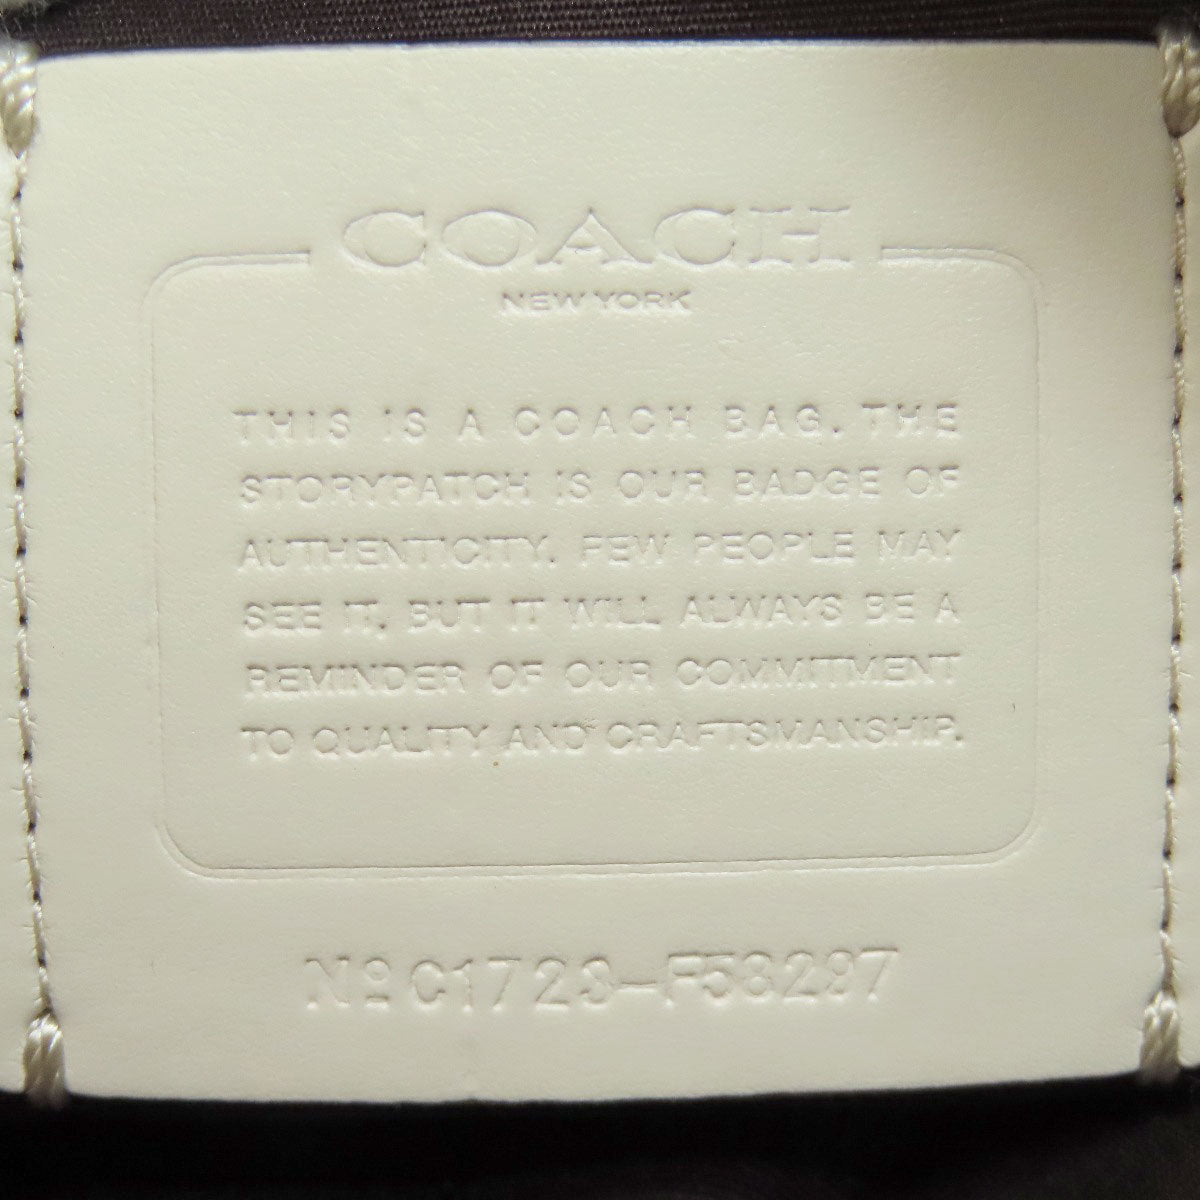 COACH
NEW YORK
THIS IS A COACH BAG. THE
STORYPATCH IS OUR BADGE OF
AUTHENTICITY. FEW PEOPLE MAY
SEE IT, BUT IT WILL ALWAYS BE A
REMINDER OF OUR COMMITMENT
TO QUALITY AND CRAFTSMANSHIP.
Nº C1723-F58297